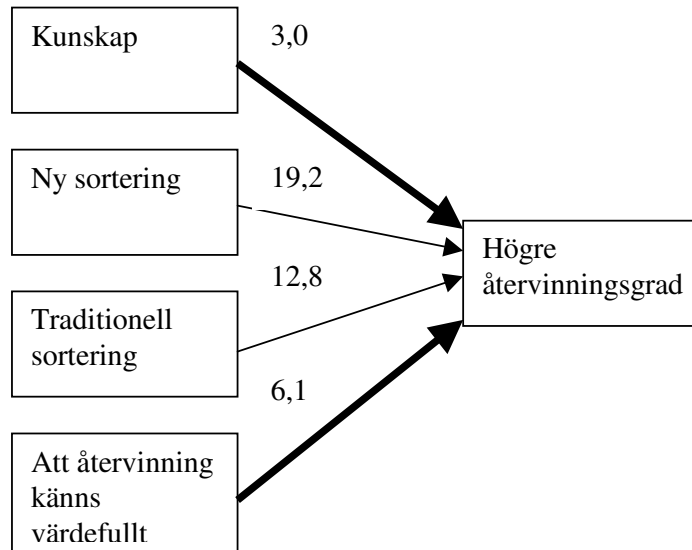 Kunskap
3,0
Ny sortering
19,2
Högre
återvinningsgrad
12,8
Traditionell
sortering
6,1
Att återvinning
känns
värdefullt